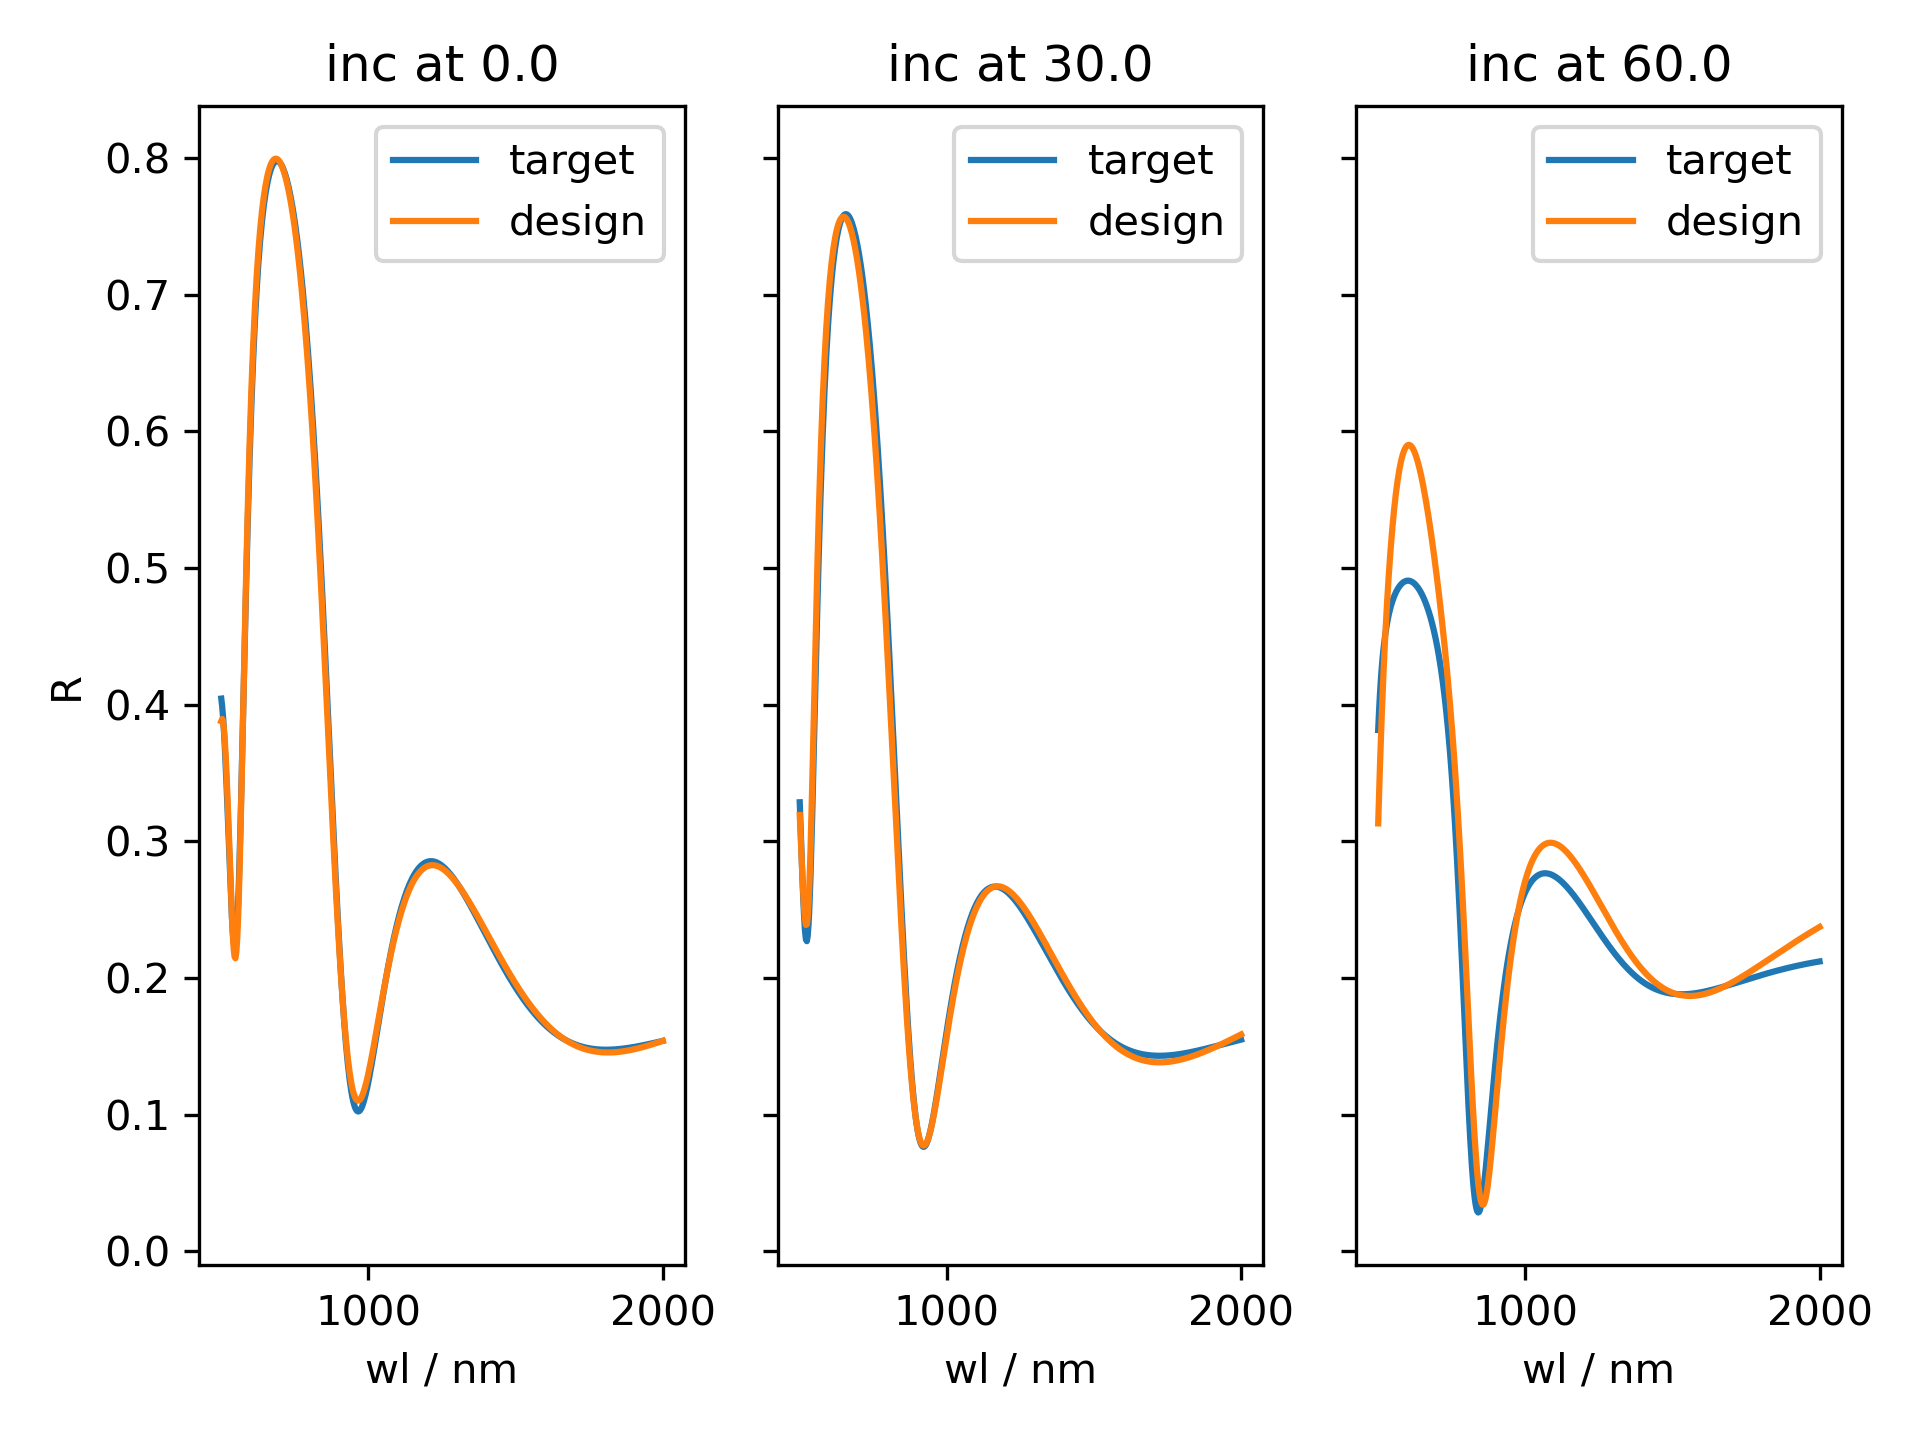 inc at 0.0
inc at 30.0
inc at 60.0
target
design
target
design
target
design
R
0.8
0.7
0.6
0.5
0.4
0.3
0.2
0.1
0.0
1000
2000
1000
2000
1000
2000
wl / nm
wl / nm
wl / nm